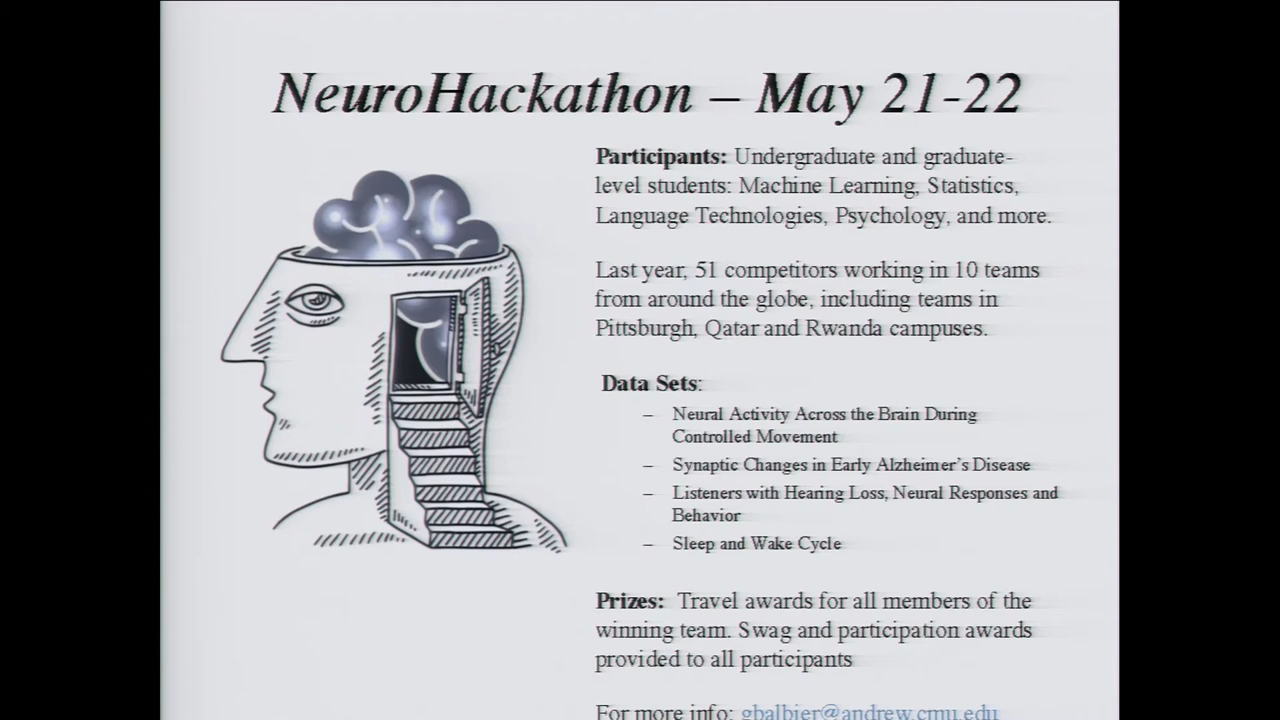 NeuroHackathon – May 21-22
Participants: Undergraduate and graduate-
level students: Machine Learning, Statistics,
Language Technologies, Psychology, and more.
Last year, 51 competitors working in 10 teams
from around the globe, including teams in
Pittsburgh, Qatar and Rwanda campuses.
Data Sets:
– Neural Activity Across the Brain During
Controlled Movement
– Synaptic Changes in Early Alzheimer's Disease
– Listeners with Hearing Loss, Neural Responses and
Behavior
– Sleep and Wake Cycle
Prizes: Travel awards for all members of the
winning team. Swag and participation awards
provided to all participants
For more info: gbalbier@andrew.cmu.edu